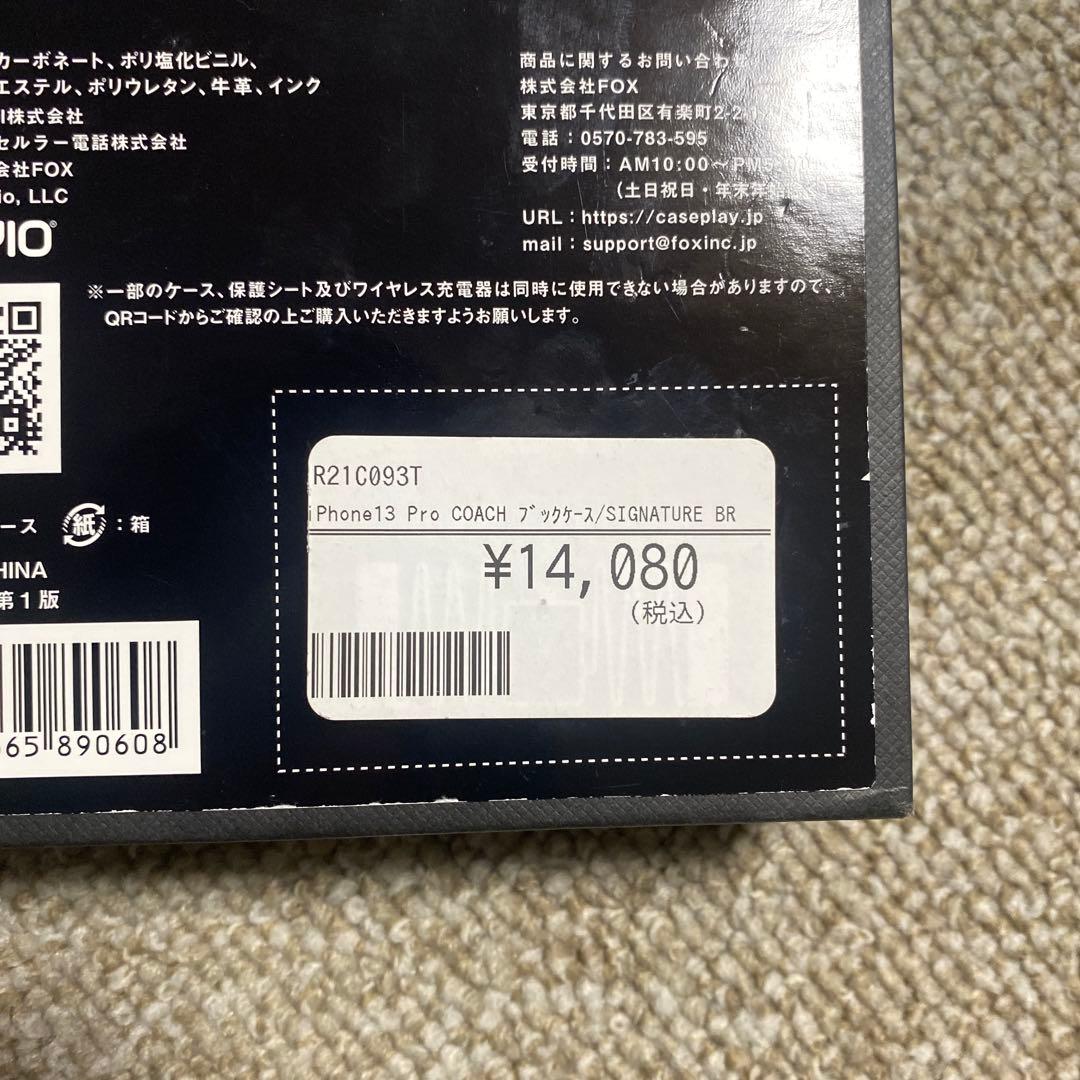 カーボネート、ポリ塩化ビニル、
エステル、ポリウレタン、牛革、インク
I株式会社
セルラー電話株式会社
会社FOX
io, LLC
PIO®
商品に関するお問い合わせ
株式会社FOX
東京都千代田区有楽町2-2-1
電話：0570-783-595
受付時間：AM10:00～PM5:00
(土日祝日・年末年始
URL：https://caseplay.jp
mail：support@foxinc.jp
※一部のケース、保護シート及びワイヤレス充電器は同時に使用できない場合がありますので、
QRコードからご確認の上ご購入いただきますようお願いします。
ース 紙：箱
HINA
第1版
65 890608
R21C093T
iPhone13 Pro COACH ﾌﾞｯｸｹｰｽ/SIGNATURE BR
¥14,080
(税込)